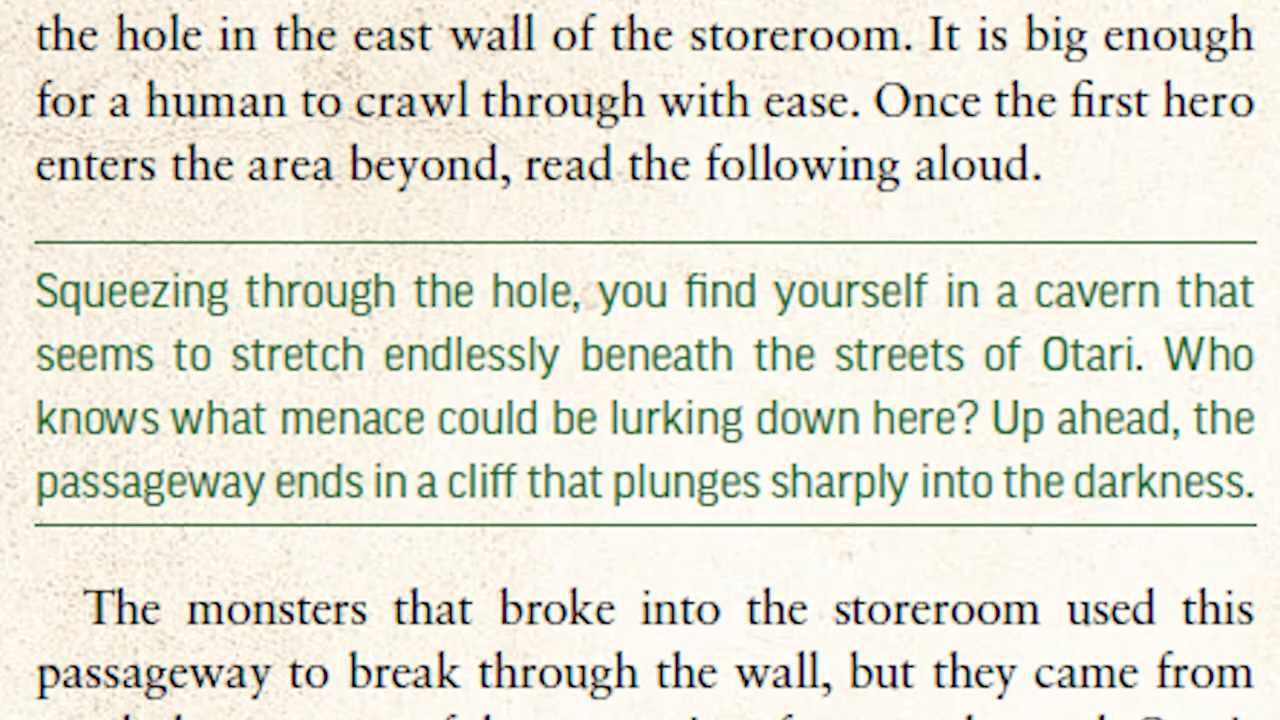 the hole in the east wall of the storeroom. It is big enough
for a human to crawl through with ease. Once the first hero
enters the area beyond, read the following aloud.
Squeezing through the hole, you find yourself in a cavern that
seems to stretch endlessly beneath the streets of Otari. Who
knows what menace could be lurking down here? Up ahead, the
passageway ends in a cliff that plunges sharply into the darkness.
The monsters that broke into the storeroom used this
passageway to break through the wall, but they came from